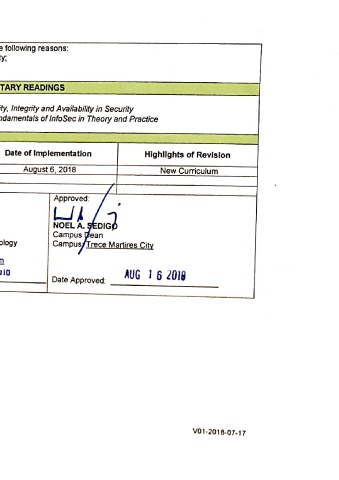 e following reasons:
ty;
TARY READINGS
ity, Integrity and Availability in Security
ndamentals of InfoSec in Theory and Practice
Date of Implementation Highlights of Revision
August 6, 2018 New Curriculum
Approved:
NOEL A. SEDIGO
Campus Dean
ology Campus: Trece Martires City
m
Date Approved: AUG 16 2018
V01-2018-07-17